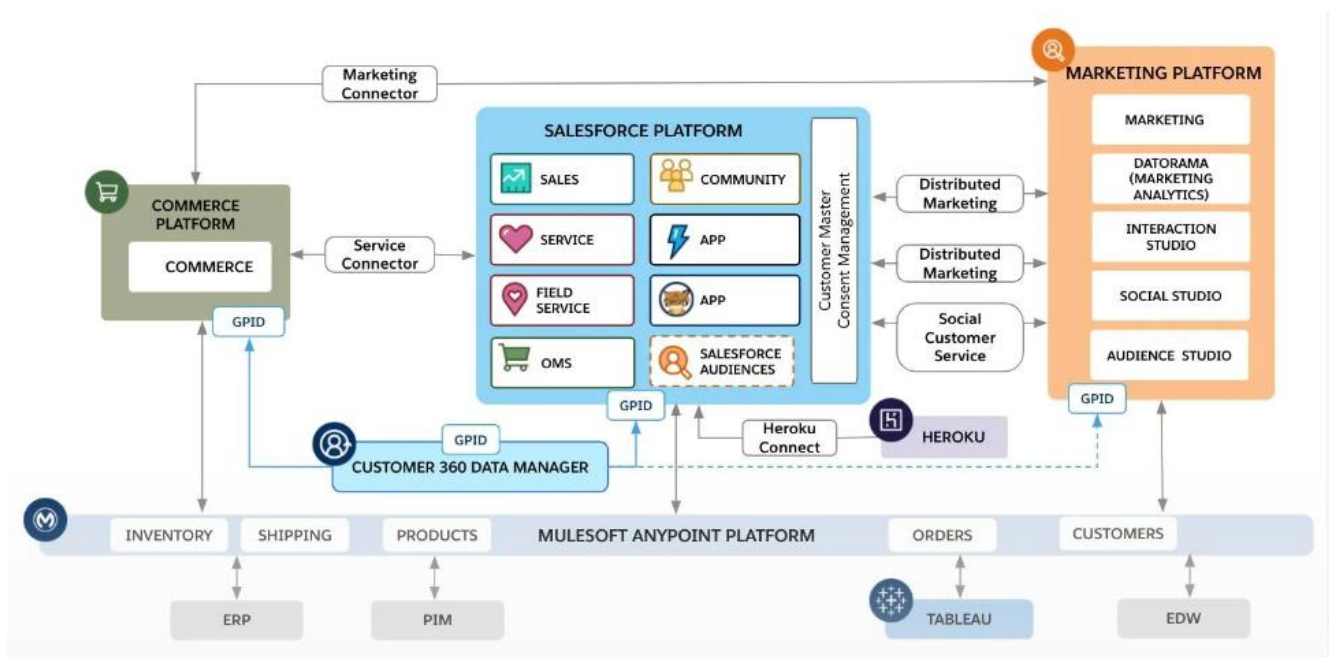 Marketing
Connector
MARKETING PLATFORM
MARKETING
DATORAMA
(MARKETING
ANALYTICS)
INTERACTION
STUDIO
SOCIAL STUDIO
AUDIENCE STUDIO
GPID
SALESFORCE PLATFORM
SALES
COMMUNITY
SERVICE
APP
FIELD
SERVICE
APP
OMS
SALESFORCE
AUDIENCES
Customer Master
Consent Management
GPID
Distributed
Marketing
Distributed
Marketing
Social
Customer
Service
COMMERCE
PLATFORM
COMMERCE
GPID
Service
Connector
GPID
CUSTOMER 360 DATA MANAGER
Heroku
Connect
HEROKU
INVENTORY
SHIPPING
PRODUCTS
MULESOFT ANYPOINT PLATFORM
ORDERS
CUSTOMERS
ERP
PIM
TABLEAU
EDW